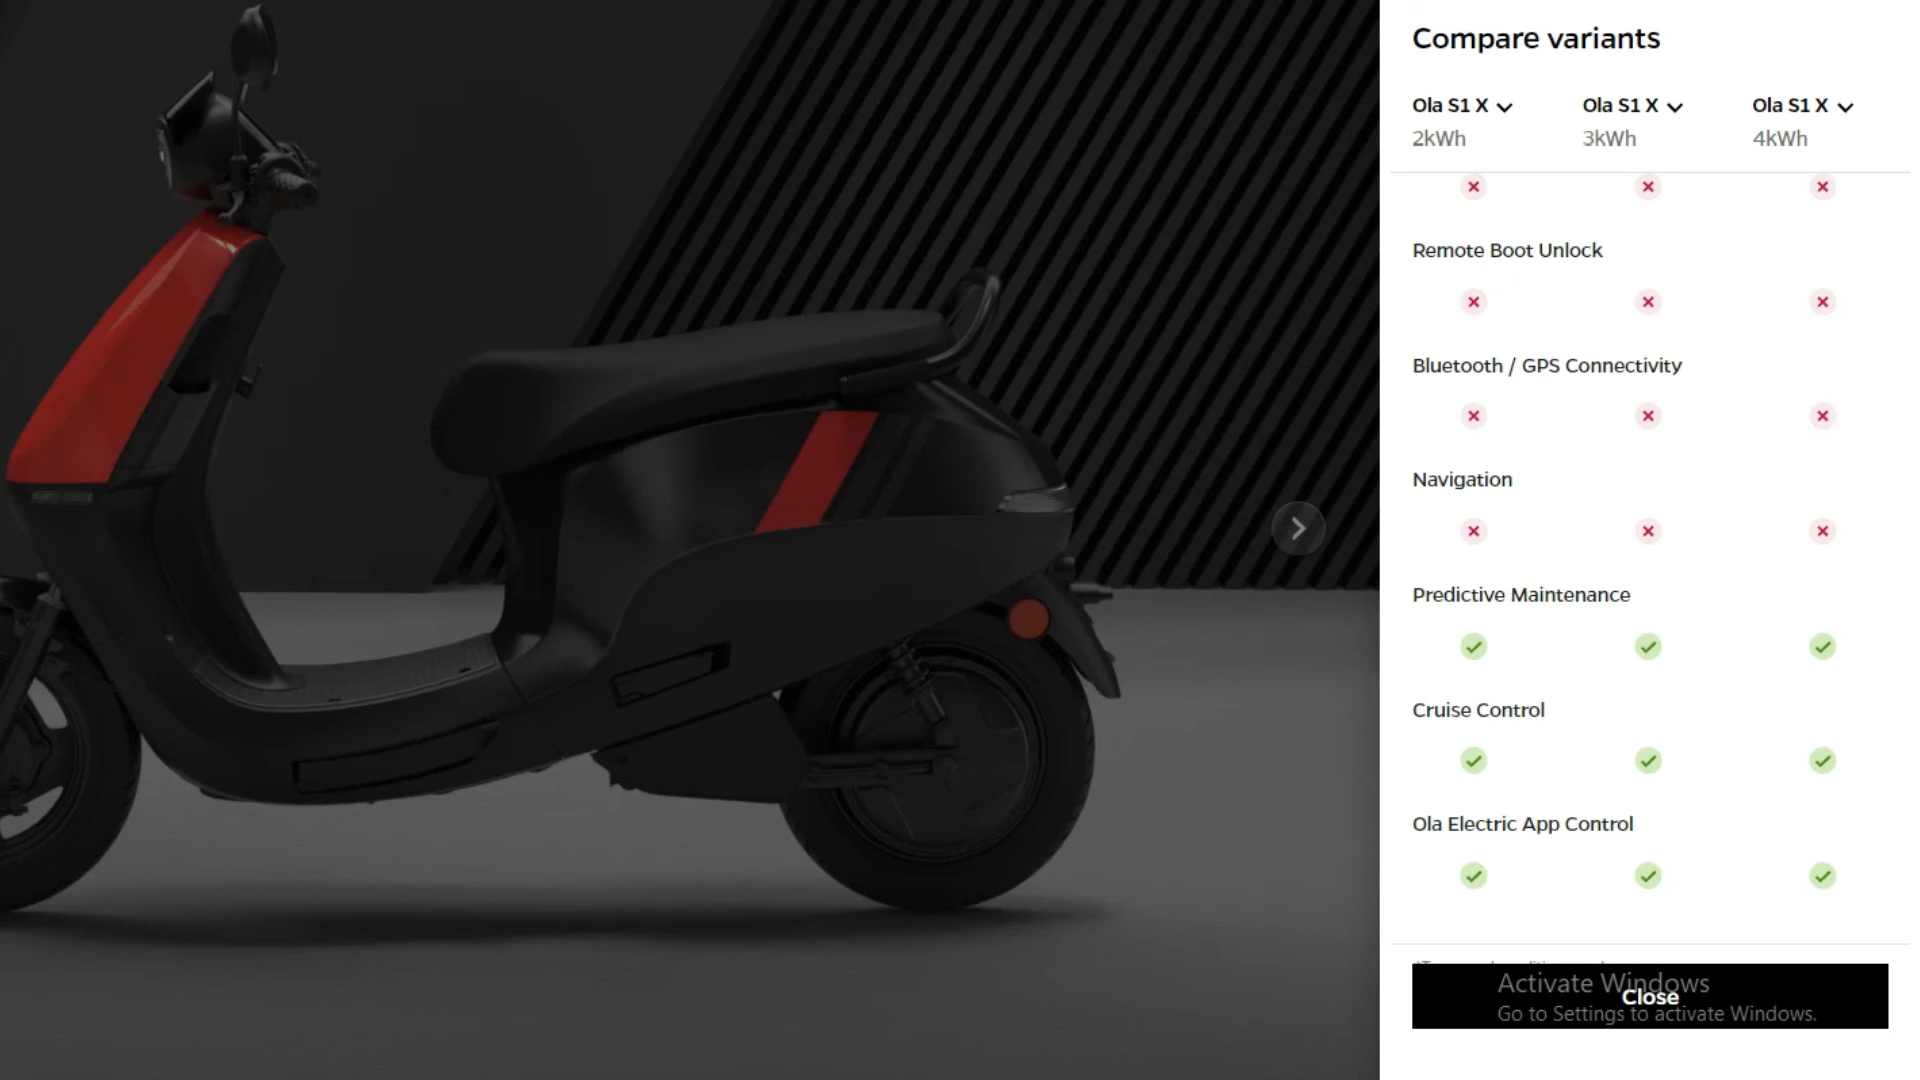 Compare variants
Ola S1 X
Ola S1 X
Ola S1 X
2kWh
3kWh
4kWh
Remote Boot Unlock
Bluetooth / GPS Connectivity
Navigation
Predictive Maintenance
Cruise Control
Ola Electric App Control
Activate Windows
Close
Go to Settings to activate Windows.